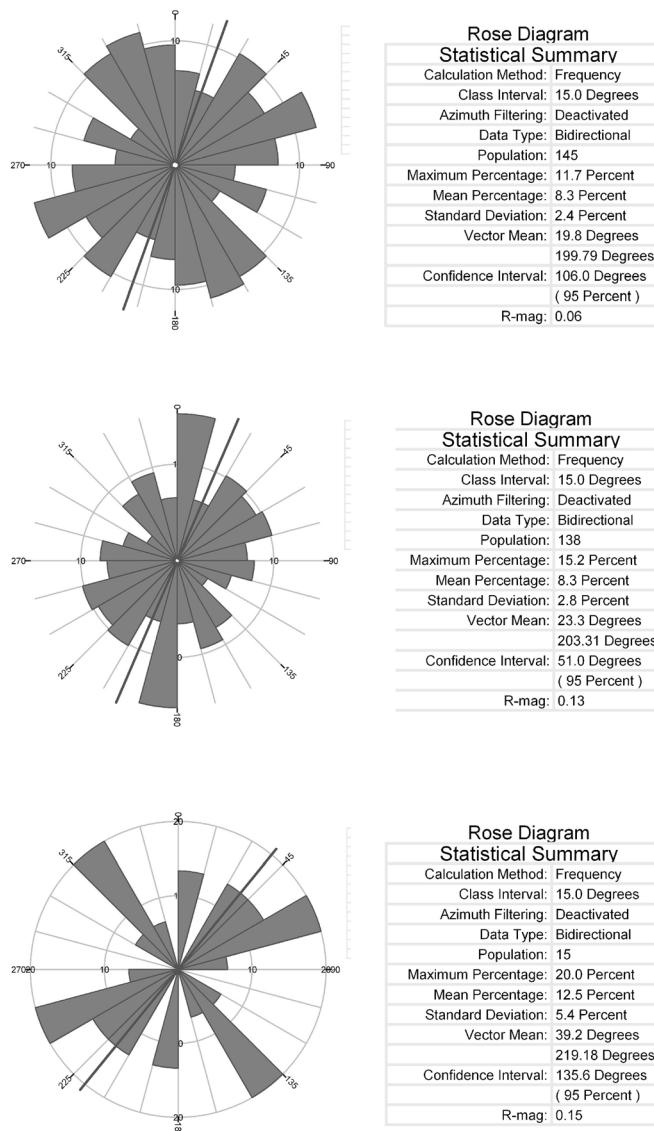 0
315
10
45
270
10
10
90
225
10
135
180
Rose Diagram
Statistical Summary
Calculation Method: Frequency
Class Interval: 15.0 Degrees
Azimuth Filtering: Deactivated
Data Type: Bidirectional
Population: 145
Maximum Percentage: 11.7 Percent
Mean Percentage: 8.3 Percent
Standard Deviation: 2.4 Percent
Vector Mean: 19.8 Degrees
199.79 Degrees
Confidence Interval: 106.0 Degrees
( 95 Percent )
R-mag: 0.06
0
315
45
270
90
225
135
180
Rose Diagram
Statistical Summary
Calculation Method: Frequency
Class Interval: 15.0 Degrees
Azimuth Filtering: Deactivated
Data Type: Bidirectional
Population: 138
Maximum Percentage: 15.2 Percent
Mean Percentage: 8.3 Percent
Standard Deviation: 2.8 Percent
Vector Mean: 23.3 Degrees
203.31 Degrees
Confidence Interval: 51.0 Degrees
( 95 Percent )
R-mag: 0.13
20
315
45
10
10
225
135
20
Rose Diagram
Statistical Summary
Calculation Method: Frequency
Class Interval: 15.0 Degrees
Azimuth Filtering: Deactivated
Data Type: Bidirectional
Population: 15
Maximum Percentage: 20.0 Percent
Mean Percentage: 12.5 Percent
Standard Deviation: 5.4 Percent
Vector Mean: 39.2 Degrees
219.18 Degrees
Confidence Interval: 135.6 Degrees
( 95 Percent )
R-mag: 0.15